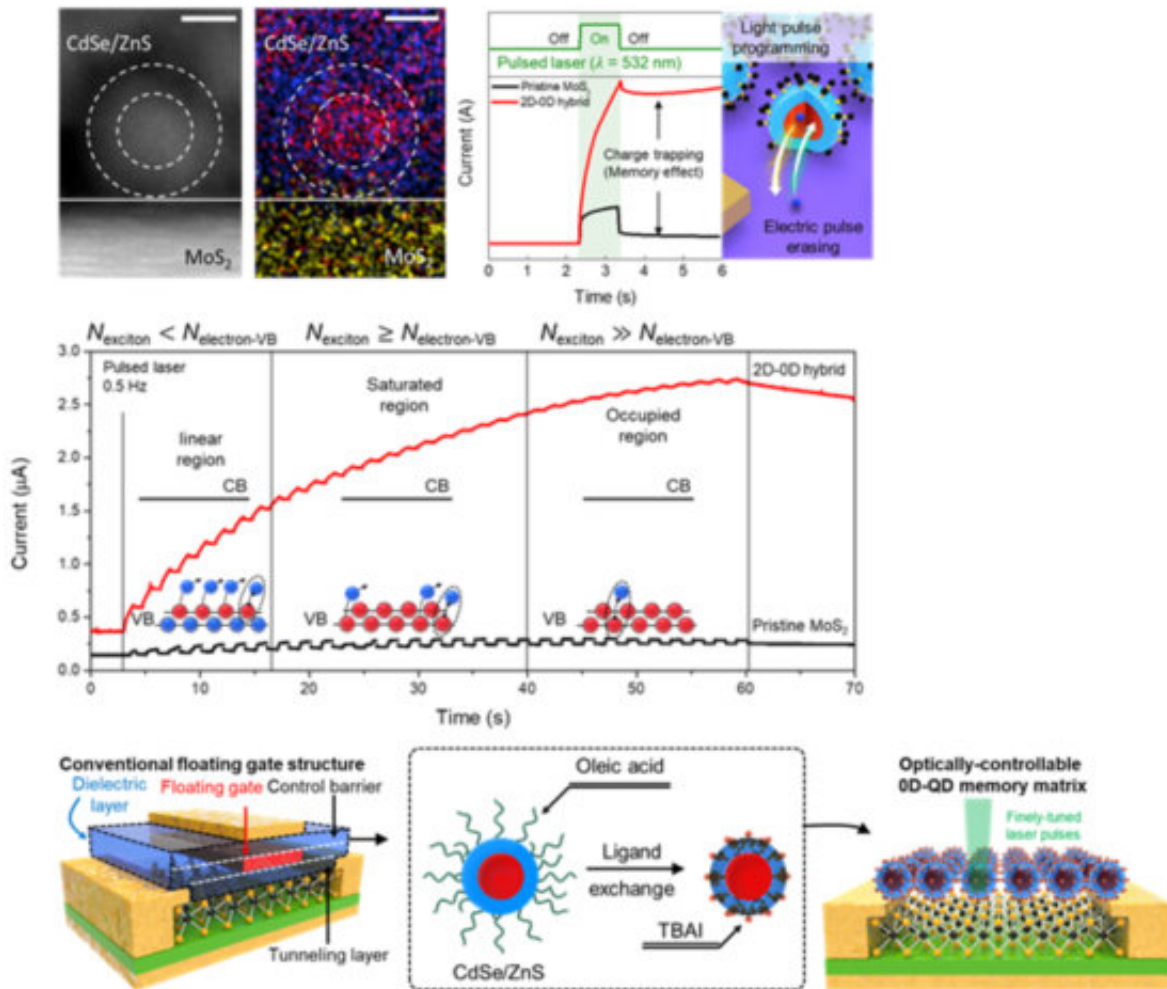 CdSe/ZnS
MoS2
CdSe/ZnS
MoS2
Off On Off
Pulsed laser (λ = 532 nm)
Pristine MoS2
2D-0D hybrid
Charge trapping
(Memory effect)
Current (A)
0 1 2 3 4 5 6
Time (s)
Light pulse
programming
Electric pulse
erasing
Nexciton < Nelectron-VB
Nexciton ≥ Nelectron-VB
Nexciton ≫ Nelectron-VB
Pulsed laser
0.5 Hz
linear
region
CB
VB
Saturated
region
CB
VB
Occupied
region
CB
VB
2D-0D hybrid
Pristine MoS2
Current (μA)
3.0
2.5
2.0
1.5
1.0
0.5
0.0
0 10 20 30 40 50 60 70
Time (s)
Conventional floating gate structure
Dielectric
layer
Floating gate
Control barrier
Tunneling layer
Oleic acid
Ligand
exchange
TBAI
CdSe/ZnS
Optically-controllable
0D-QD memory matrix
Finely-tuned
laser pulses